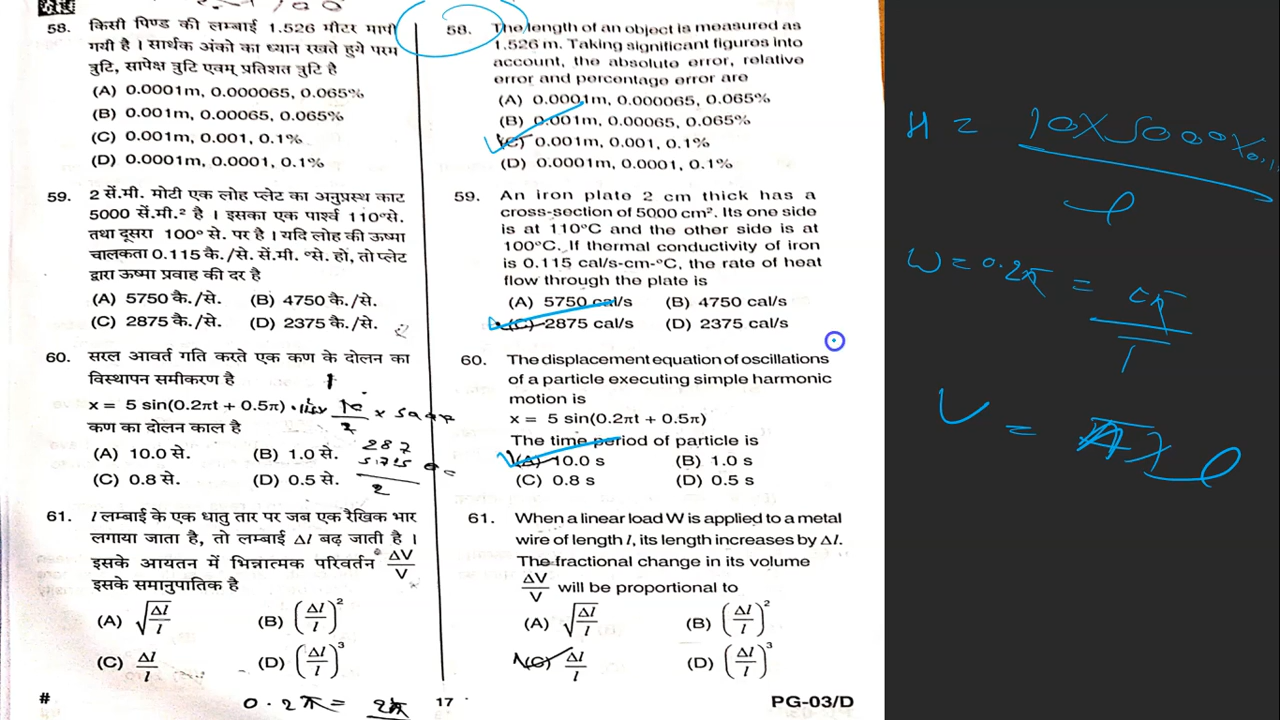 58. किसी पिण्ड की लम्बाई 1.526 मीटर मापी
गयी है । सार्थक अंको का ध्यान रखते हुगे परम
त्रुटि, सापेक्ष त्रुटि एवम् प्रतिशत त्रुटि है
(A) 0.0001m, 0.000065, 0.065%
(B) 0.001m, 0.00065, 0.065%
(C) 0.001m, 0.001, 0.1%
(D) 0.0001m, 0.0001, 0.1%
59. 2 सें.मी. मोटी एक लोह प्लेट का अनुप्रस्थ काट
5000 सें.मी.² है । इसका एक पार्श्व 110°से.
तथा दूसरा 100° से. पर है । यदि लोह की ऊष्मा
चालकता 0.115 कै./से. सें.मी. °से. हो, तो प्लेट
द्वारा ऊष्मा प्रवाह की दर है
(A) 5750 कै./से. (B) 4750 कै./से.
(C) 2875 कै./से. (D) 2375 कै./से.
60. सरल आवर्त गति करते एक कण के दोलन का
विस्थापन समीकरण है
x = 5 sin(0.2πt + 0.5π)
कण का दोलन काल है
(A) 10.0 से. (B) 1.0 से.
(C) 0.8 से. (D) 0.5 से.
287
2
61. l लम्बाई के एक धातु तार पर जब एक रैखिक भार
लगाया जाता है, तो लम्बाई Δl बढ़ जाती है ।
इसके आयतन में भिन्नात्मक परिवर्तन ΔV/V
इसके समानुपातिक है
(A) √(Δl/l) (B) (Δl/l)²
(C) Δl/l (D) (Δl/l)³
# 0.2π = 2π
17
58. The length of an object is measured as
1.526 m. Taking significant figures into
account, the absolute error, relative
error and percentage error are
(A) 0.0001m, 0.000065, 0.065%
(B) 0.001m, 0.00065, 0.065%
(C) 0.001m, 0.001, 0.1%
(D) 0.0001m, 0.0001, 0.1%
59. An iron plate 2 cm thick has a
cross-section of 5000 cm². Its one side
is at 110°C and the other side is at
100°C. If thermal conductivity of iron
is 0.115 cal/s-cm-°C, the rate of heat
flow through the plate is
(A) 5750 cal/s (B) 4750 cal/s
(C) 2875 cal/s (D) 2375 cal/s
60. The displacement equation of oscillations
of a particle executing simple harmonic
motion is
x = 5 sin(0.2πt + 0.5π)
The time period of particle is
(A) 10.0 s (B) 1.0 s
(C) 0.8 s (D) 0.5 s
61. When a linear load W is applied to a metal
wire of length l, its length increases by Δl.
The fractional change in its volume
ΔV/V will be proportional to
(A) √(Δl/l) (B) (Δl/l)²
(C) Δl/l (D) (Δl/l)³
PG-03/D
H = 10×5000×0.11
l
W = 0.2π = 2π
T
V =